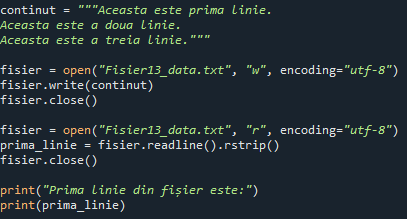 continut = """Aceasta este prima linie.
Aceasta este a doua linie.
Aceasta este a treia linie."""
fisier = open("Fisier13_data.txt", "w", encoding="utf-8")
fisier.write(continut)
fisier.close()
fisier = open("Fisier13_data.txt", "r", encoding="utf-8")
prima_linie = fisier.readline().rstrip()
fisier.close()
print("Prima linie din fișier este:")
print(prima_linie)